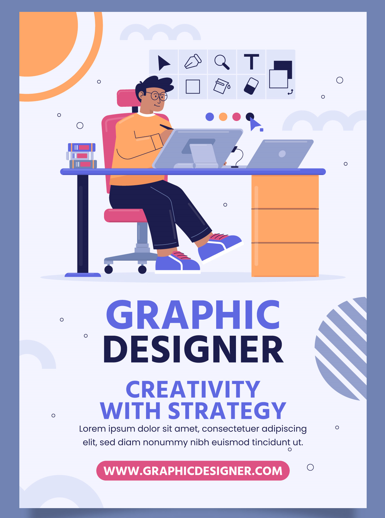 T
GRAPHIC
DESIGNER
CREATIVITY
WITH STRATEGY
Lorem ipsum dolor sit amet, consectetuer adipiscing
elit, sed diam nonummy nibh euismod tincidunt ut.
WWW.GRAPHICDESIGNER.COM